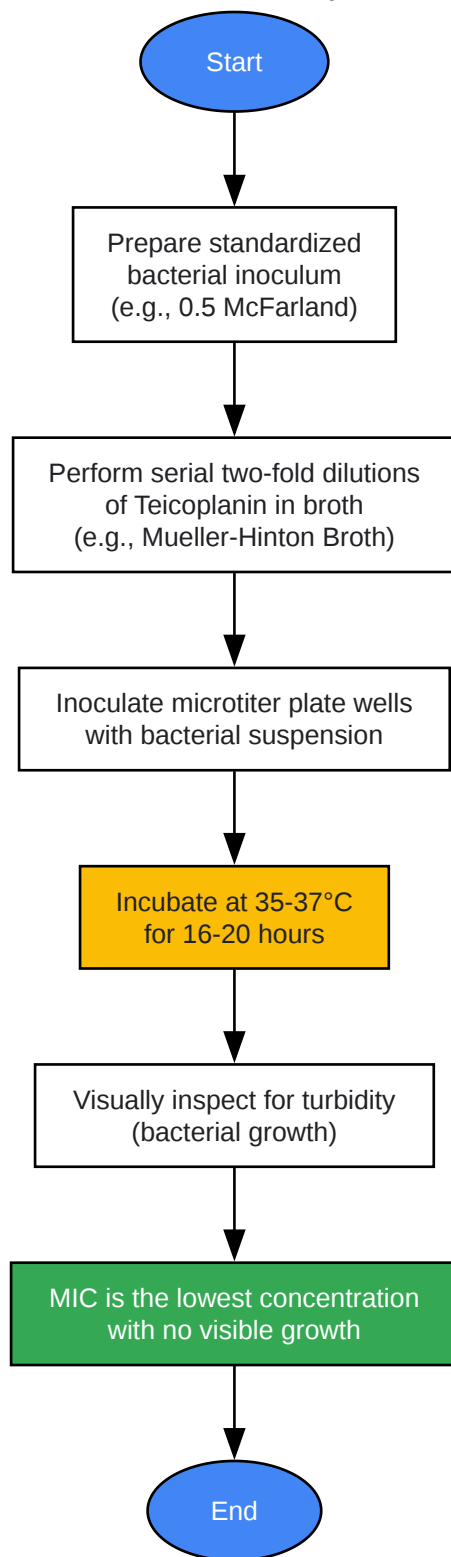 Start
Prepare standardized
bacterial inoculum
(e.g., 0.5 McFarland)
Perform serial two-fold dilutions
of Teicoplanin in broth
(e.g., Mueller-Hinton Broth)
Inoculate microtiter plate wells
with bacterial suspension
Incubate at 35-37°C
for 16-20 hours
Visually inspect for turbidity
(bacterial growth)
MIC is the lowest concentration
with no visible growth
End